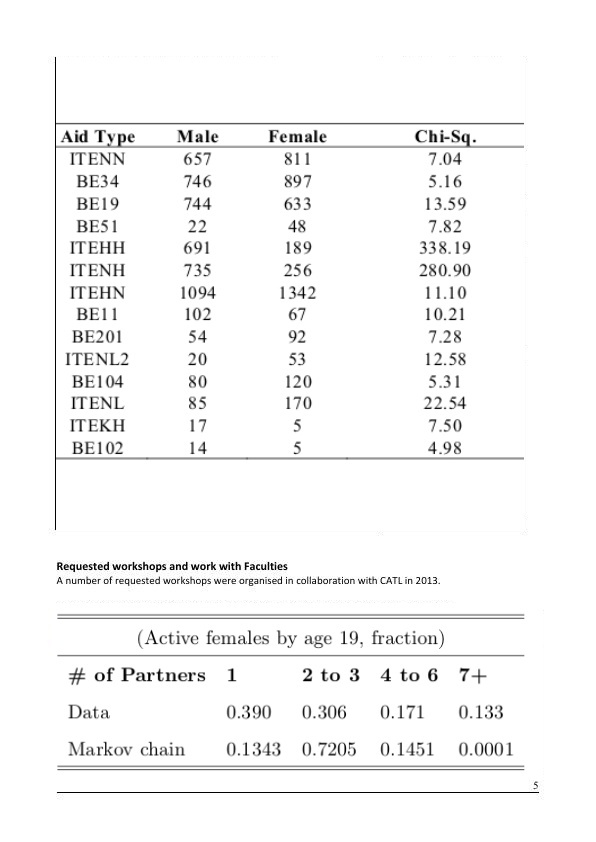 Aid Type Male Female Chi-Sq.
ITENN 657 811 7.04
BE34 746 897 5.16
BE19 744 633 13.59
BE51 22 48 7.82
ITEHH 691 189 338.19
ITENH 735 256 280.90
ITEHN 1094 1342 11.10
BE11 102 67 10.21
BE201 54 92 7.28
ITENL2 20 53 12.58
BE104 80 120 5.31
ITENL 85 170 22.54
ITEKH 17 5 7.50
BE102 14 5 4.98
Requested workshops and work with Faculties
A number of requested workshops were organised in collaboration with CATL in 2013.
(Active females by age 19, fraction)
# of Partners 1 2 to 3 4 to 6 7+
Data 0.390 0.306 0.171 0.133
Markov chain 0.1343 0.7205 0.1451 0.0001
5